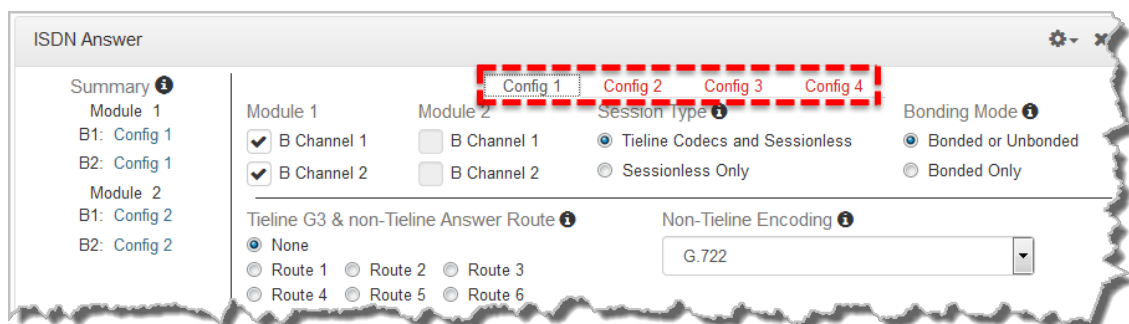 ISDN Answer
Summary
Module 1
B1: Config 1
B2: Config 1
Module 2
B1: Config 2
B2: Config 2
Config 1 Config 2 Config 3 Config 4
Module 1 Module 2 Session Type Bonding Mode
B Channel 1 B Channel 1 Tieline Codecs and Sessionless Bonded or Unbonded
B Channel 2 B Channel 2 Sessionless Only Bonded Only
Tieline G3 & non-Tieline Answer Route Non-Tieline Encoding
None G.722
Route 1 Route 2 Route 3
Route 4 Route 5 Route 6